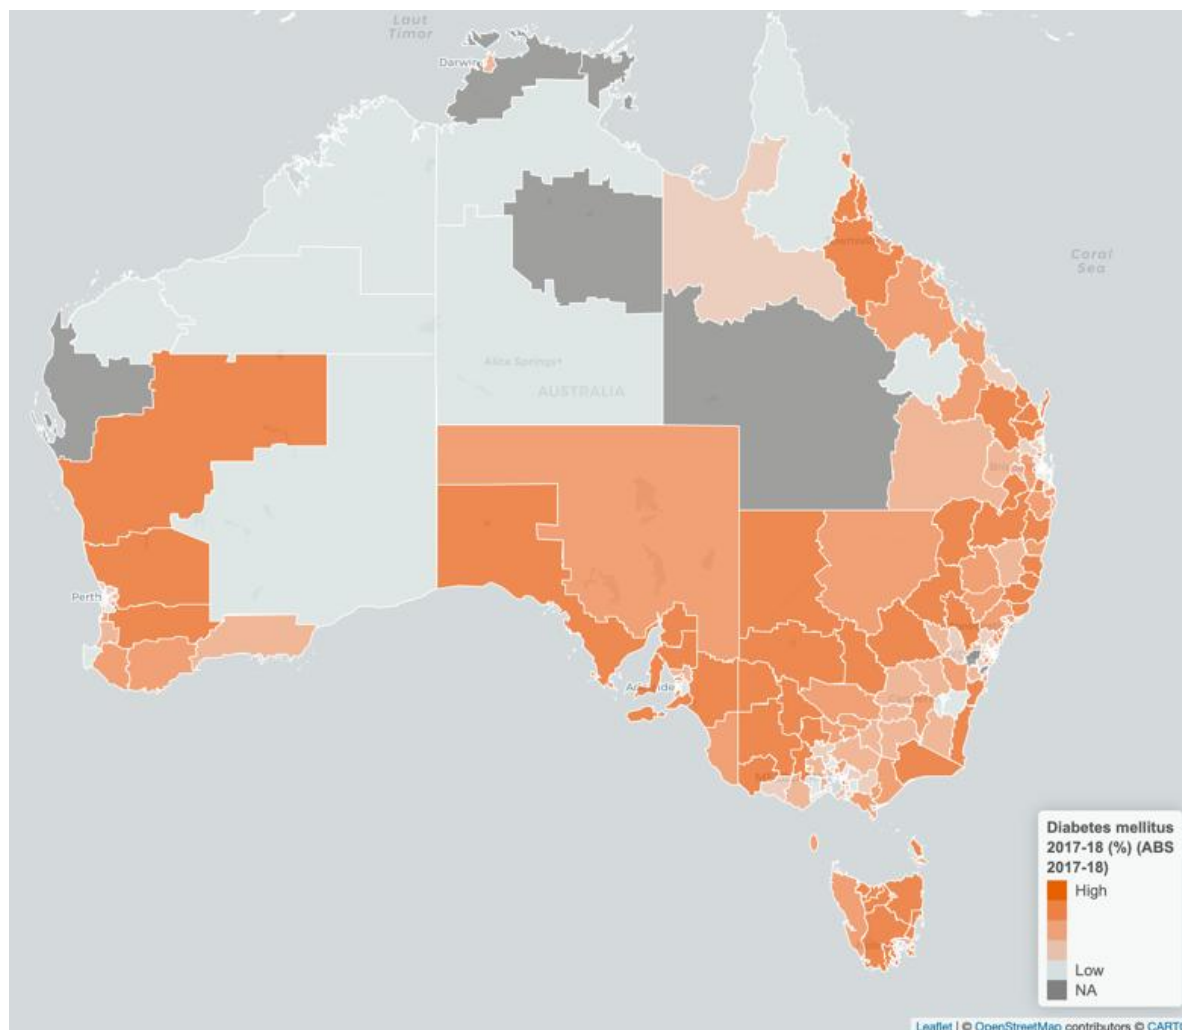 Laut
Timor
Darwin
Coral
Sea
Alice Springs
AUSTRALIA
Perth
Diabetes mellitus
2017-18 (%) (ABS
2017-18)
High
Low
NA
Leaflet | © OpenStreetMap contributors © CARTO